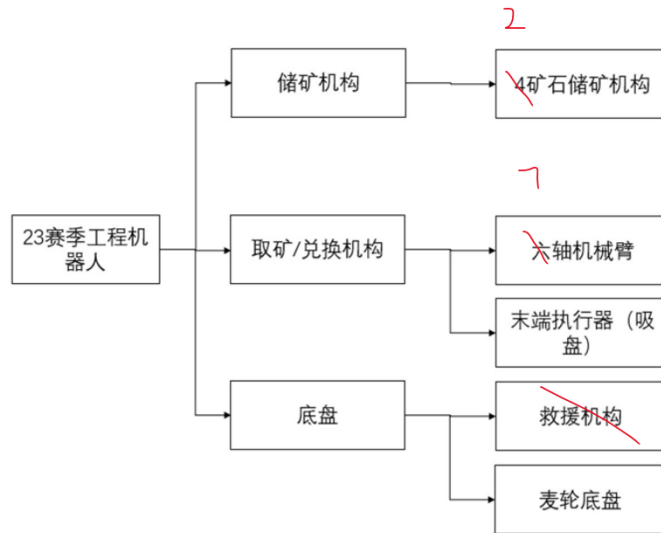 2
储矿机构
4矿石储矿机构
7
23赛季工程机
器人
取矿/兑换机构
六轴机械臂
末端执行器（吸
盘）
底盘
救援机构
麦轮底盘